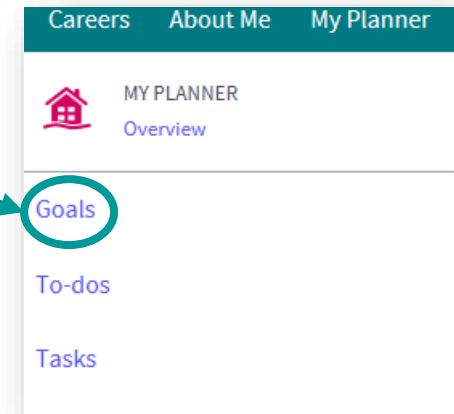 Careers About Me My Planner
MY PLANNER
Overview
Goals
To-dos
Tasks